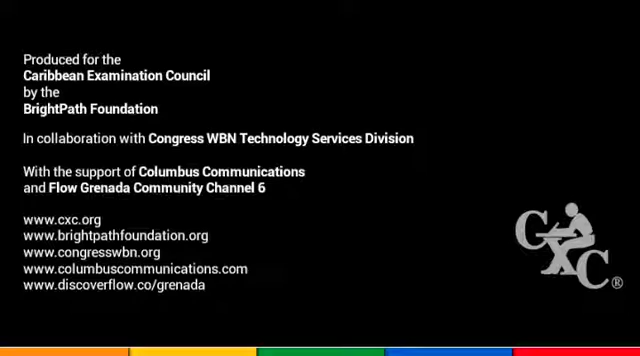 Produced for the
Caribbean Examination Council
by the
BrightPath Foundation
In collaboration with Congress WBN Technology Services Division
With the support of Columbus Communications
and Flow Grenada Community Channel 6
www.cxc.org
www.brightpathfoundation.org
www.congresswbn.org
www.columbuscommunications.com
www.discoverflow.co/grenada
CXC®